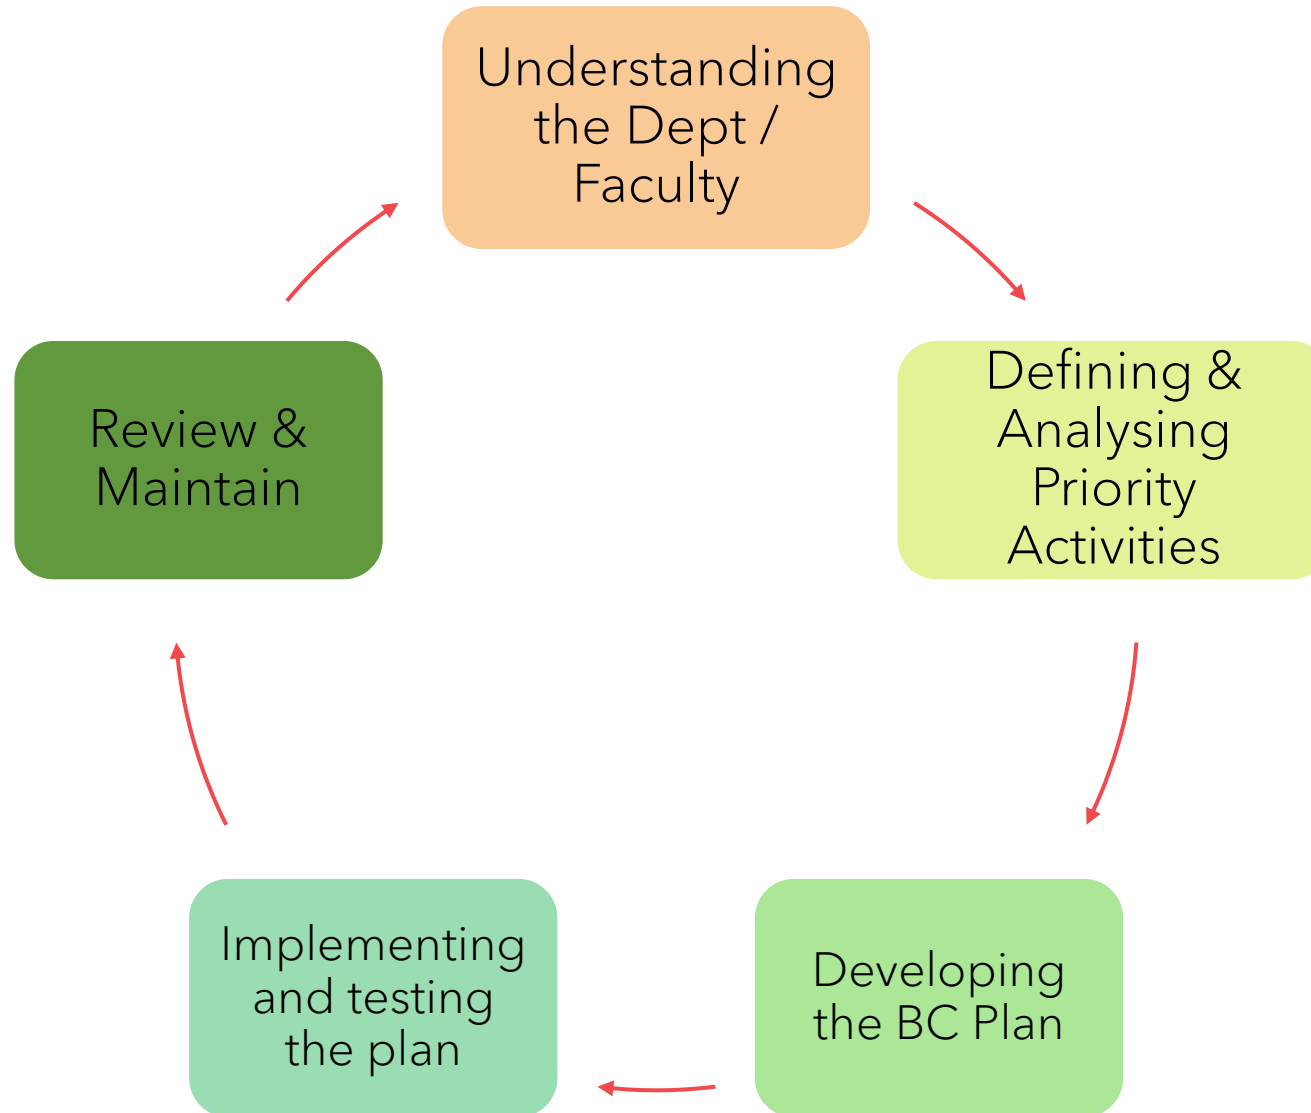 Understanding
the Dept /
Faculty
Defining &
Analysing
Priority
Activities
Developing
the BC Plan
Implementing
and testing
the plan
Review &
Maintain